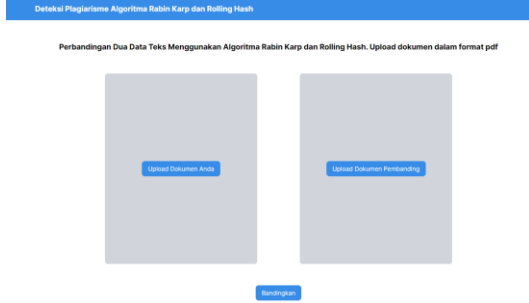 Deteksi Plagiarisme Algoritma Rabin Karp dan Rolling Hash
Perbandingan Dua Data Teks Menggunakan Algoritma Rabin Karp dan Rolling Hash. Upload dokumen dalam format pdf
Upload Dokumen Anda
Upload Dokumen Pembanding
Bandingkan